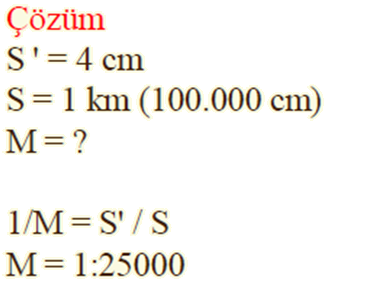 Çözüm
S ' = 4 cm
S = 1 km (100.000 cm)
M = ?
1/M = S' / S
M = 1:25000